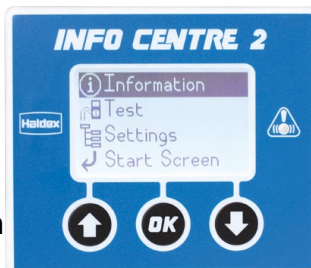 INFO CENTRE 2
Haldex
Information
Test
Settings
Start Screen
OK